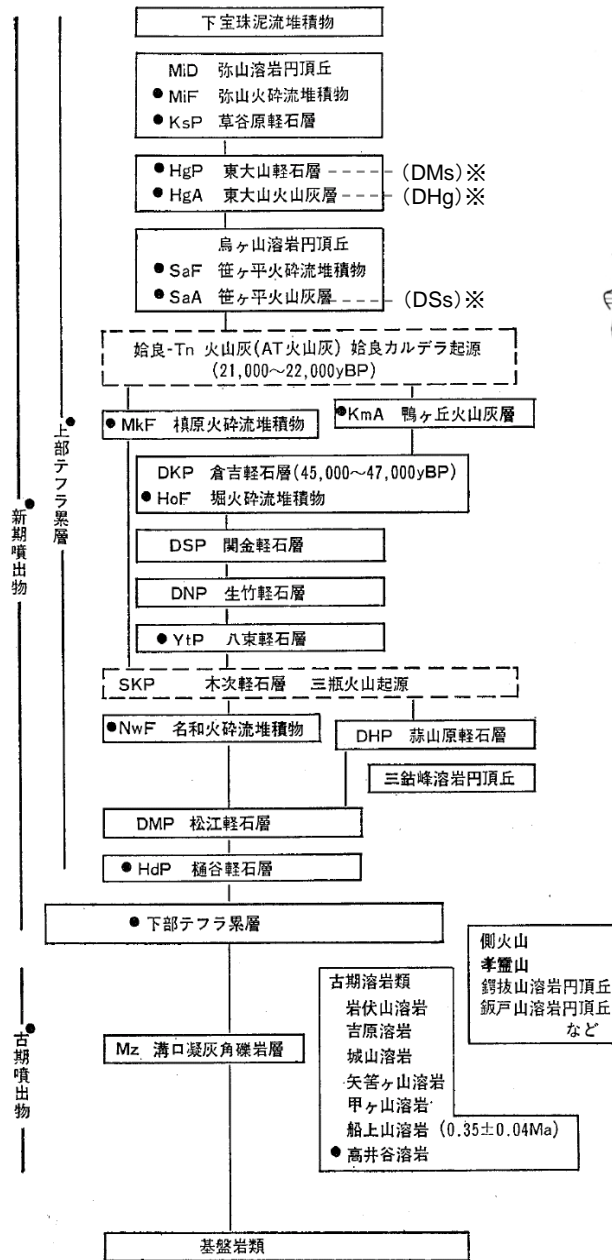 下宝珠泥流堆積物
MiD 弥山溶岩円頂丘
● MiF 弥山火砕流堆積物
● KsP 草谷原軽石層
● HgP 東大山軽石層 (DMs)※
● HgA 東大山火山灰層 (DHg)※
烏ヶ山溶岩円頂丘
● SaF 笹ヶ平火砕流堆積物
● SaA 笹ヶ平火山灰層 (DSs)※
姶良-Tn 火山灰(AT火山灰) 姶良カルデラ起源
(21,000〜22,000yBP)
● MkF 槙原火砕流堆積物
● KmA 鴨ヶ丘火山灰層
DKP 倉吉軽石層(45,000〜47,000yBP)
● HoF 堀火砕流堆積物
DSP 関金軽石層
DNP 生竹軽石層
● YtP 八束軽石層
SKP 木次軽石層 三瓶火山起源
● NwF 名和火砕流堆積物
DHP 蒜山原軽石層
三鈷峰溶岩円頂丘
DMP 松江軽石層
● HdP 樋谷軽石層
● 下部テフラ累層
上部テフラ累層●
新期噴出物●
古期噴出物●
側火山
孝霊山
鍔抜山溶岩円頂丘
鈑戸山溶岩円頂丘
など
古期溶岩類
岩伏山溶岩
吉原溶岩
城山溶岩
矢筈ヶ山溶岩
甲ヶ山溶岩
船上山溶岩 (0.35±0.04Ma)
● 高井谷溶岩
Mz 溝口凝灰角礫岩層
基盤岩類